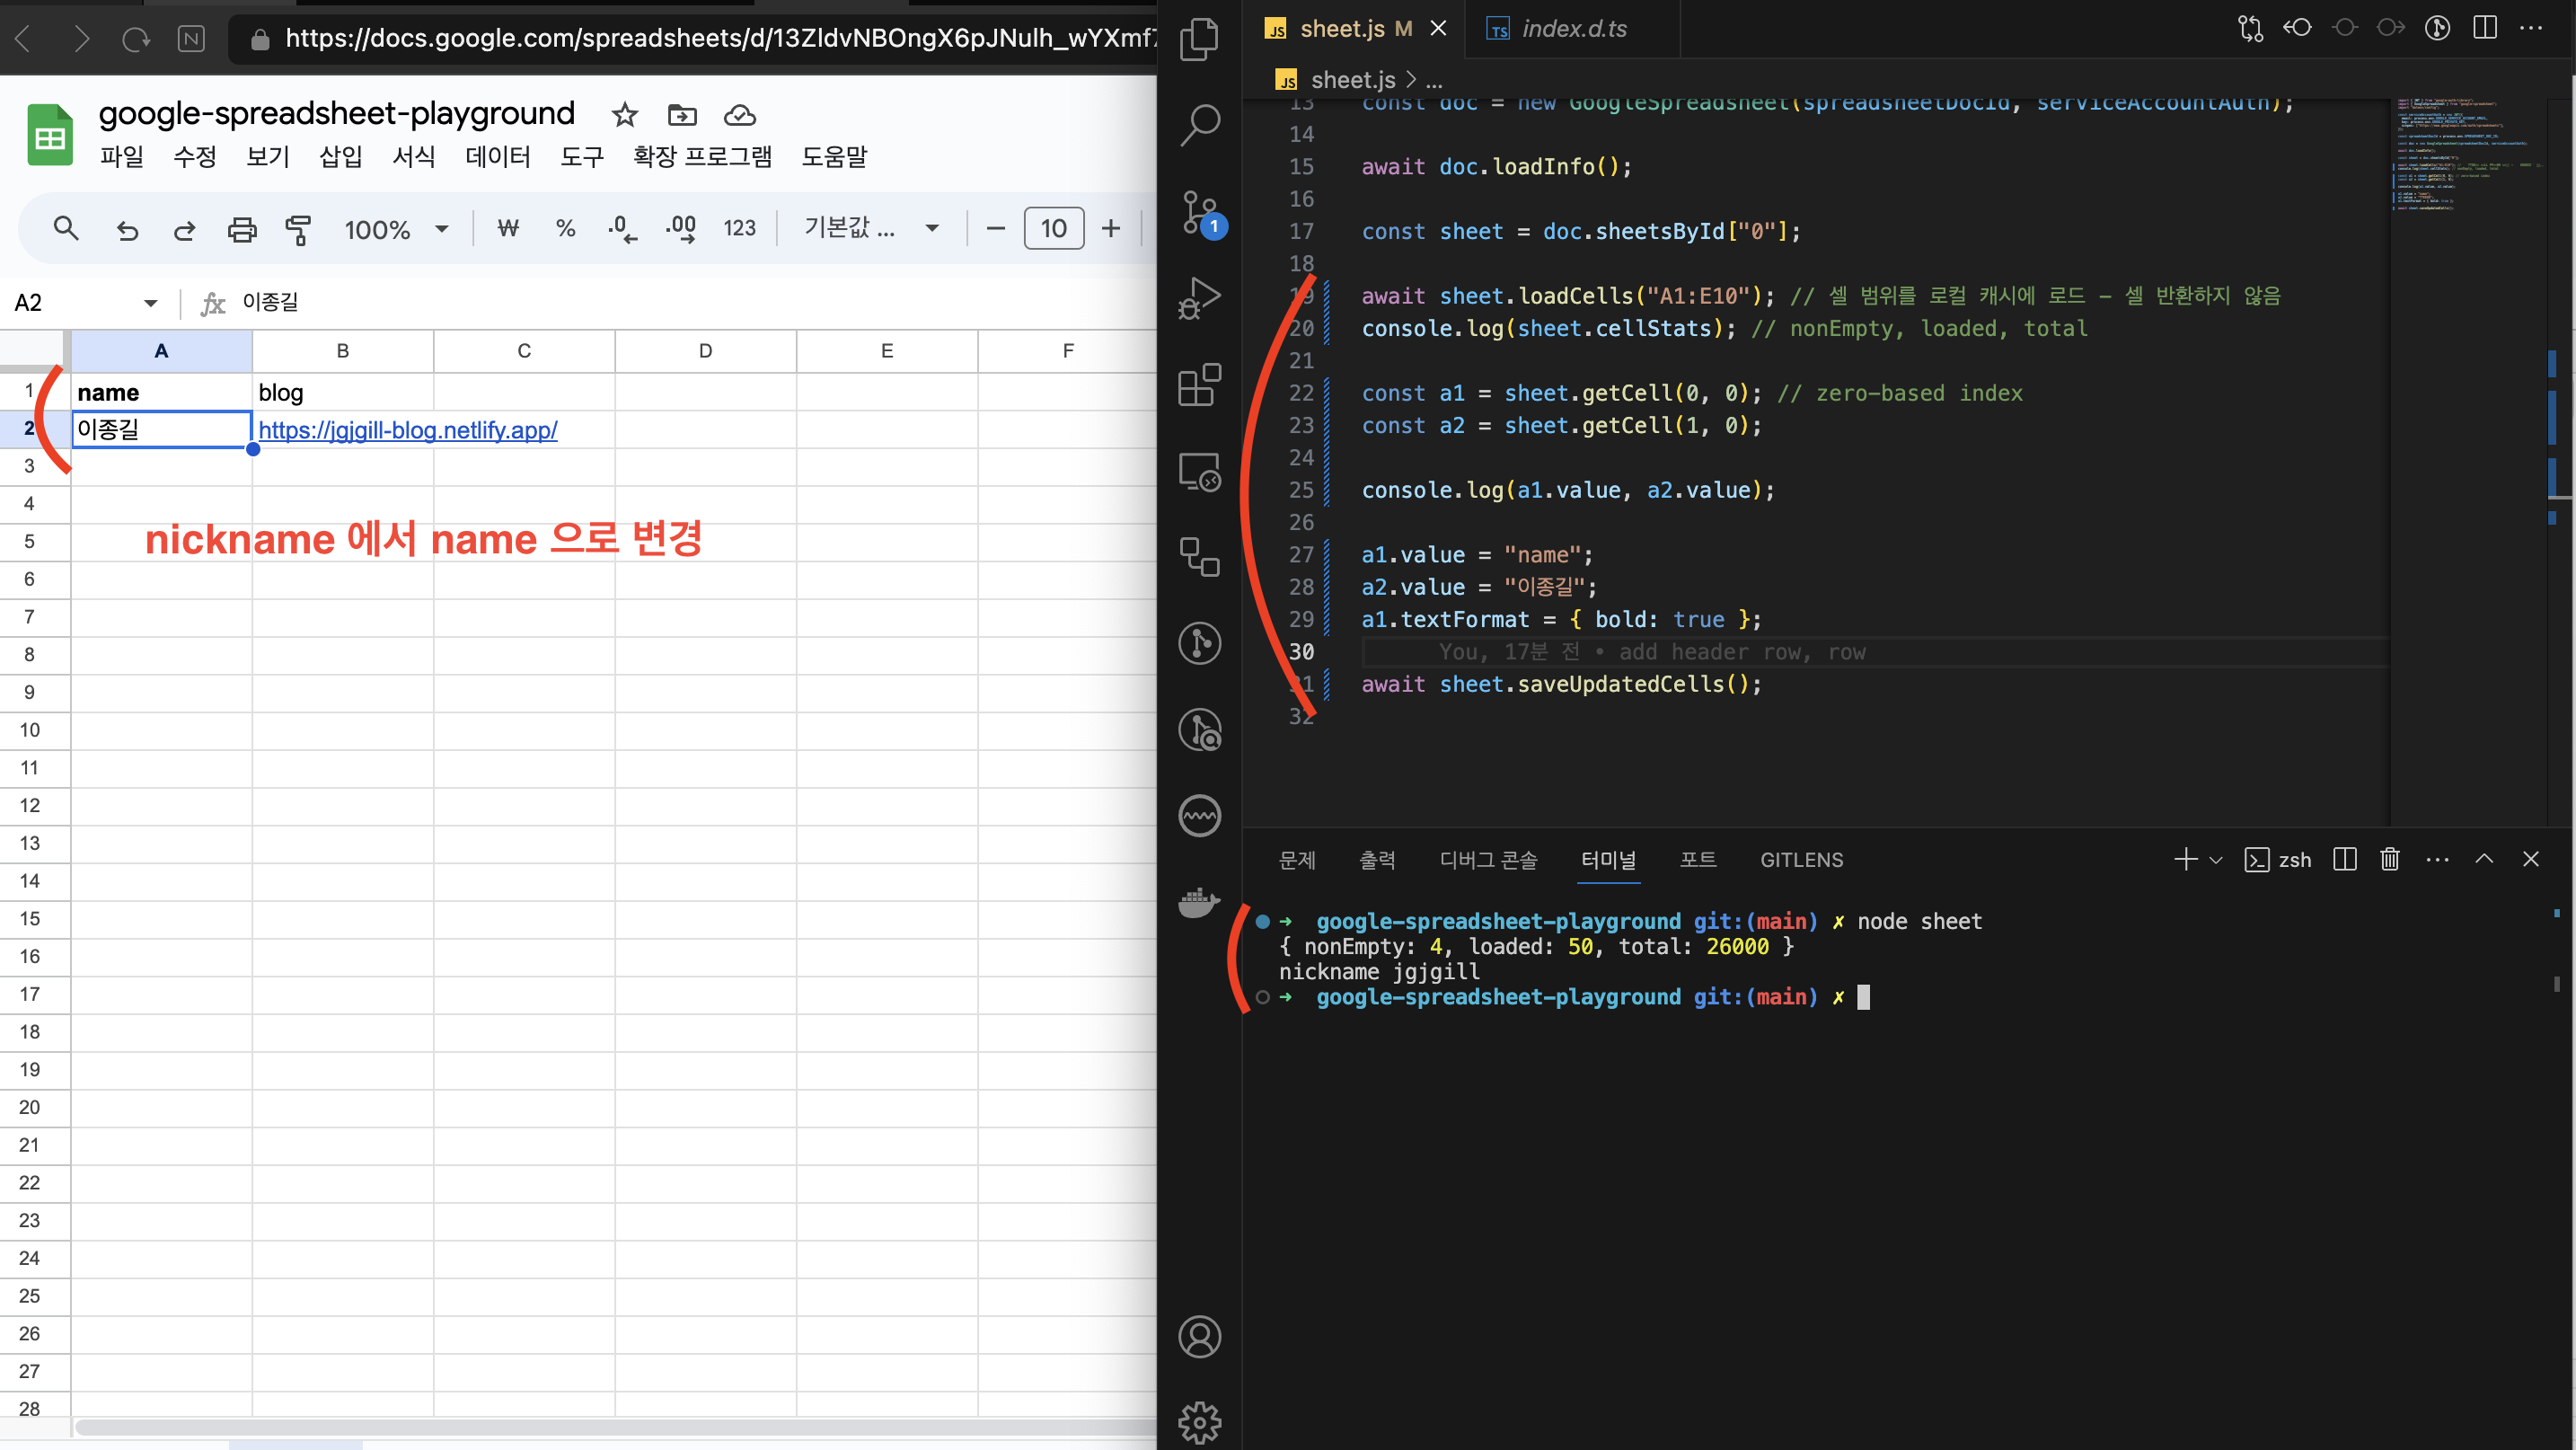 https://docs.google.com/spreadsheets/d/13ZldvNBOngX6pJNulh_wYXmf
google-spreadsheet-playground
파일 수정 보기 삽입 서식 데이터 도구 확장 프로그램 도움말
100% ₩ % .0 .00 123 기본값 ... 10
A2 fx 이종길
A B C D E F
1 name blog
2 이종길 https://jgjgill-blog.netlify.app/
3
4
5
nickname 에서 name 으로 변경
6
7
8
9
10
11
12
13
14
15
16
17
18
19
20
21
22
23
24
25
26
27
28
JS sheet.js M
TS index.d.ts
JS sheet.js > ...
1
13 const doc = new GoogleSpreadsheet(spreadsheetDocId, serviceAccountAuth);
14
15 await doc.loadInfo();
16
17 const sheet = doc.sheetsById["0"];
18
19 await sheet.loadCells("A1:E10"); // 셀 범위를 로컬 캐시에 로드 – 셀 반환하지 않음
20 console.log(sheet.cellStats); // nonEmpty, loaded, total
21
22 const a1 = sheet.getCell(0, 0); // zero-based index
23 const a2 = sheet.getCell(1, 0);
24
25 console.log(a1.value, a2.value);
26
27 a1.value = "name";
28 a2.value = "이종길";
29 a1.textFormat = { bold: true };
30 You, 17분 전 • add header row, row
31 await sheet.saveUpdatedCells();
32
문제 출력 디버그 콘솔 터미널 포트 GITLENS
zsh
➜ google-spreadsheet-playground git:(main) ✗ node sheet
{ nonEmpty: 4, loaded: 50, total: 26000 }
nickname jgjgill
➜ google-spreadsheet-playground git:(main) ✗